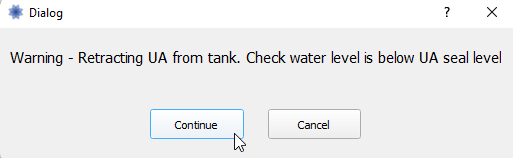 Dialog
?
Warning - Retracting UA from tank. Check water level is below UA seal level
Continue
Cancel